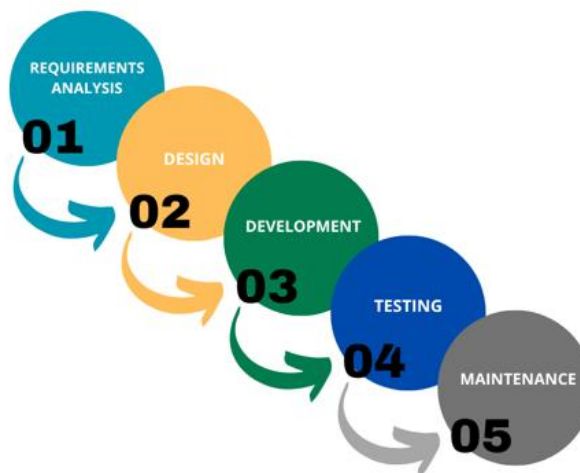 REQUIREMENTS
ANALYSIS
01
DESIGN
02
DEVELOPMENT
03
TESTING
04
MAINTENANCE
05